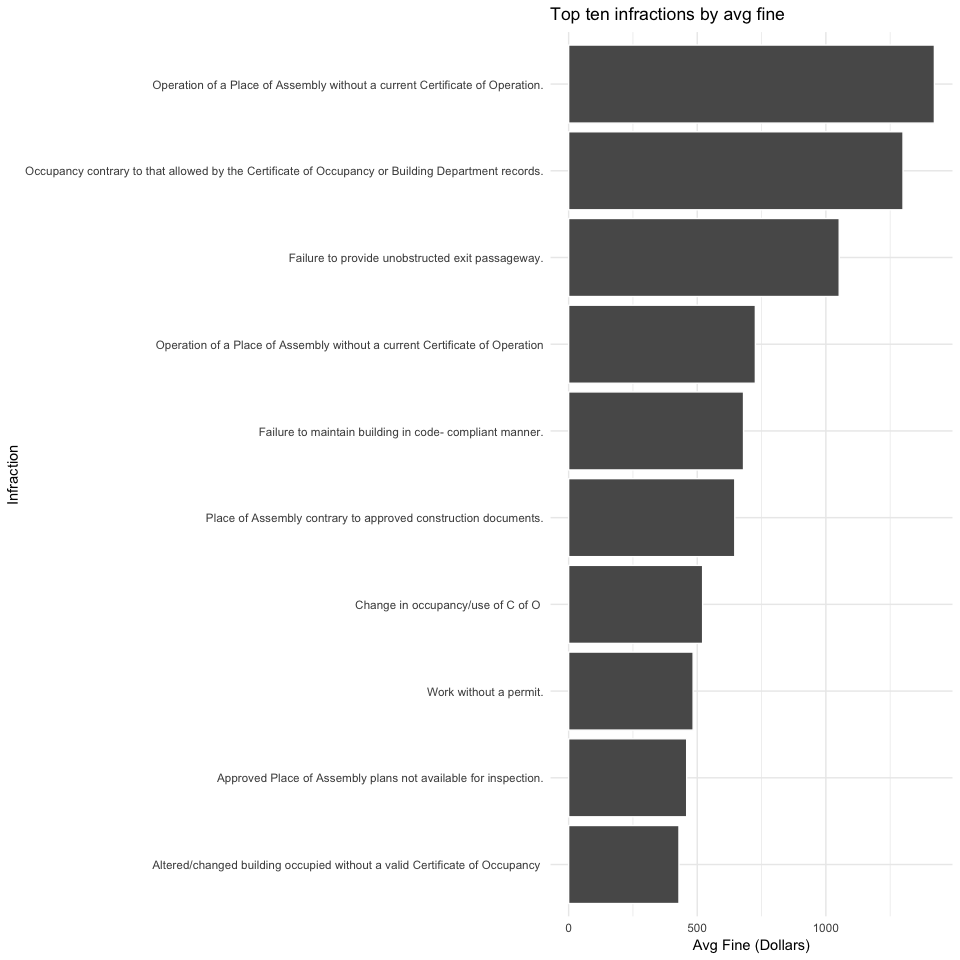 Top ten infractions by avg fine
Operation of a Place of Assembly without a current Certificate of Operation.
Occupancy contrary to that allowed by the Certificate of Occupancy or Building Department records.
Failure to provide unobstructed exit passageway.
Operation of a Place of Assembly without a current Certificate of Operation
Failure to maintain building in code- compliant manner.
Infraction
Place of Assembly contrary to approved construction documents.
Change in occupancy/use of C of O
Work without a permit.
Approved Place of Assembly plans not available for inspection.
Altered/changed building occupied without a valid Certificate of Occupancy
0 500 1000
Avg Fine (Dollars)